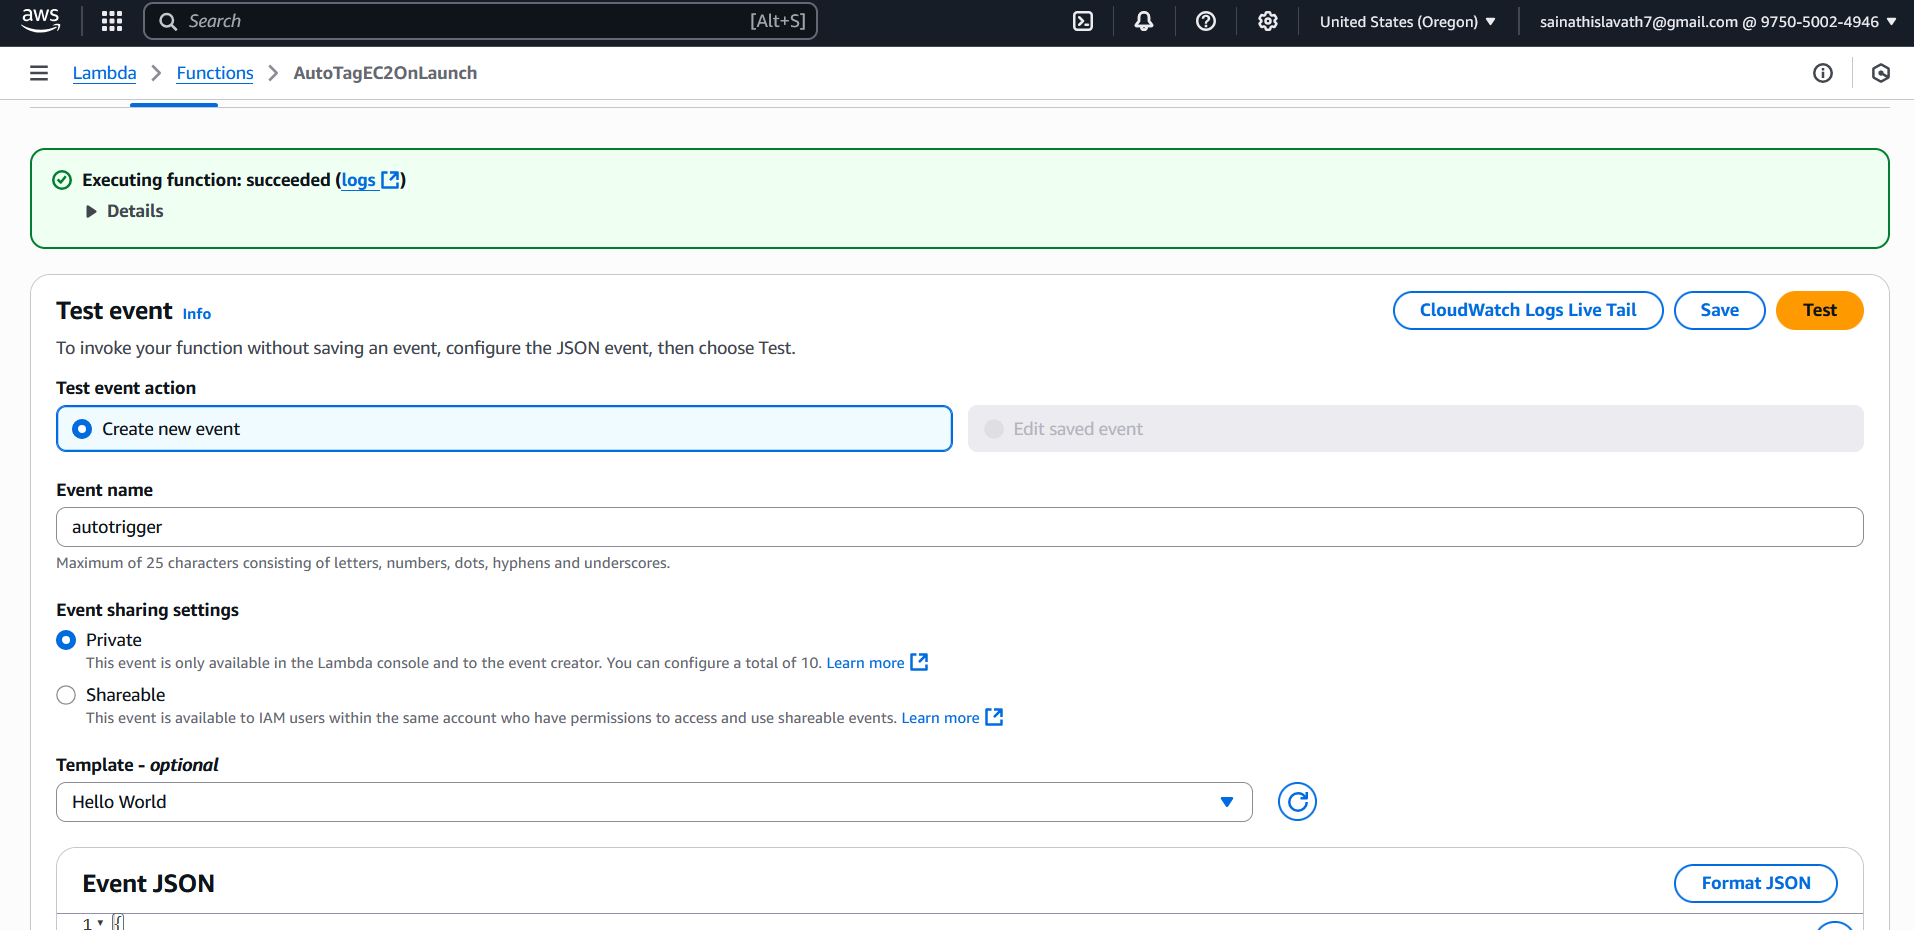 aws Search [Alt+S] United States (Oregon) sainathislavath7@gmail.com @ 9750-5002-4946
Lambda Functions AutoTagEC2OnLaunch
Executing function: succeeded (logs)
Details
Test event Info CloudWatch Logs Live Tail Save Test
To invoke your function without saving an event, configure the JSON event, then choose Test.
Test event action
Create new event Edit saved event
Event name
autotrigger
Maximum of 25 characters consisting of letters, numbers, dots, hyphens and underscores.
Event sharing settings
Private
This event is only available in the Lambda console and to the event creator. You can configure a total of 10. Learn more
Shareable
This event is available to IAM users within the same account who have permissions to access and use shareable events. Learn more
Template - optional
Hello World
Event JSON Format JSON
1 {